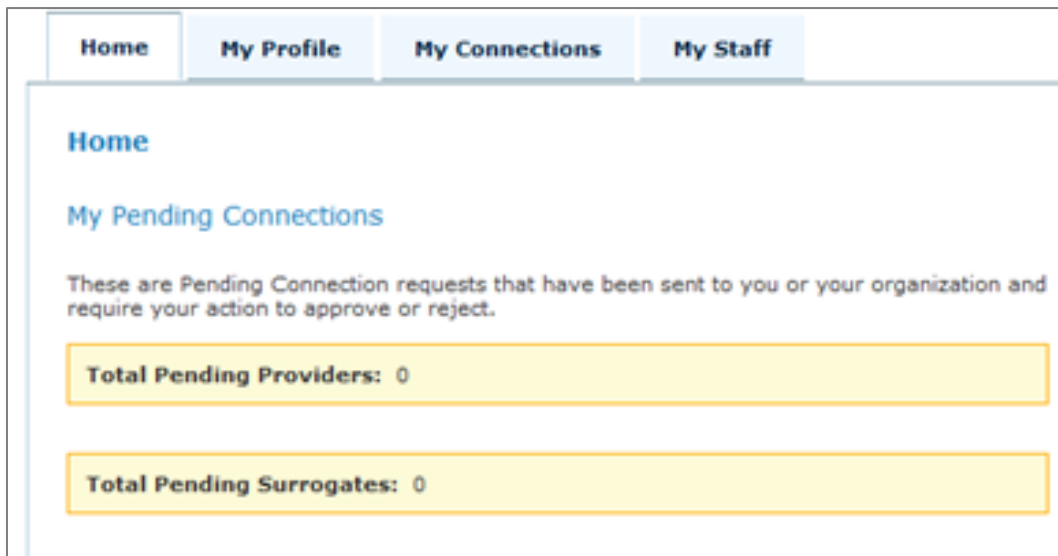 Home My Profile My Connections My Staff
Home
My Pending Connections
These are Pending Connection requests that have been sent to you or your organization and
require your action to approve or reject.
Total Pending Providers: 0
Total Pending Surrogates: 0